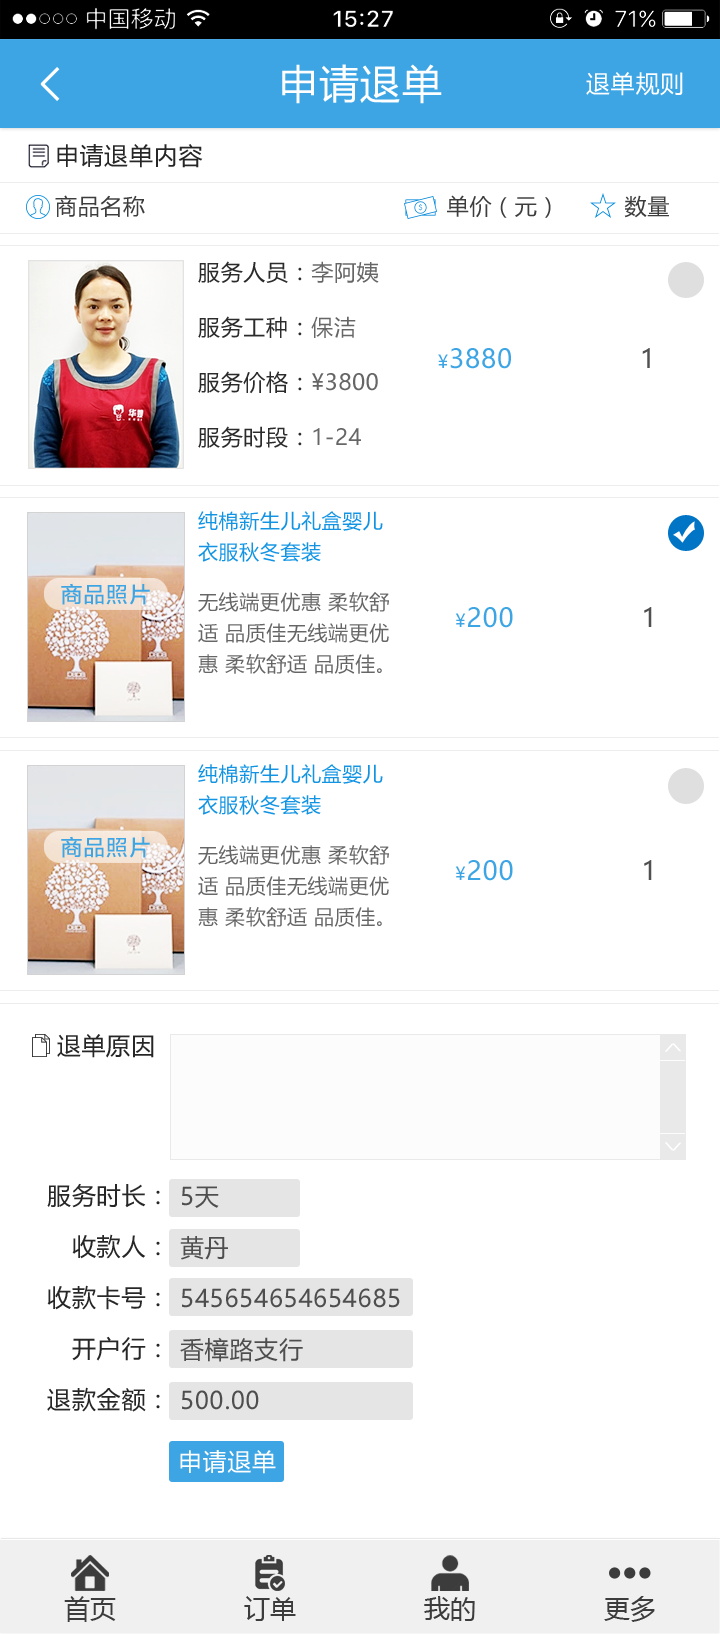 中国移动 15:27 71%
申请退单 退单规则
申请退单内容
商品名称 单价(元) 数量
服务人员：李阿姨
服务工种：保洁
服务价格：¥3800
服务时段：1-24
¥3880 1
纯棉新生儿礼盒婴儿
衣服秋冬套装
商品照片
无线端更优惠 柔软舒
适 品质佳无线端更优
惠 柔软舒适 品质佳。
¥200 1
纯棉新生儿礼盒婴儿
衣服秋冬套装
商品照片
无线端更优惠 柔软舒
适 品质佳无线端更优
惠 柔软舒适 品质佳。
¥200 1
退单原因
服务时长：5天
收款人：黄丹
收款卡号：545654654654685
开户行：香樟路支行
退款金额：500.00
申请退单
首页 订单 我的 更多